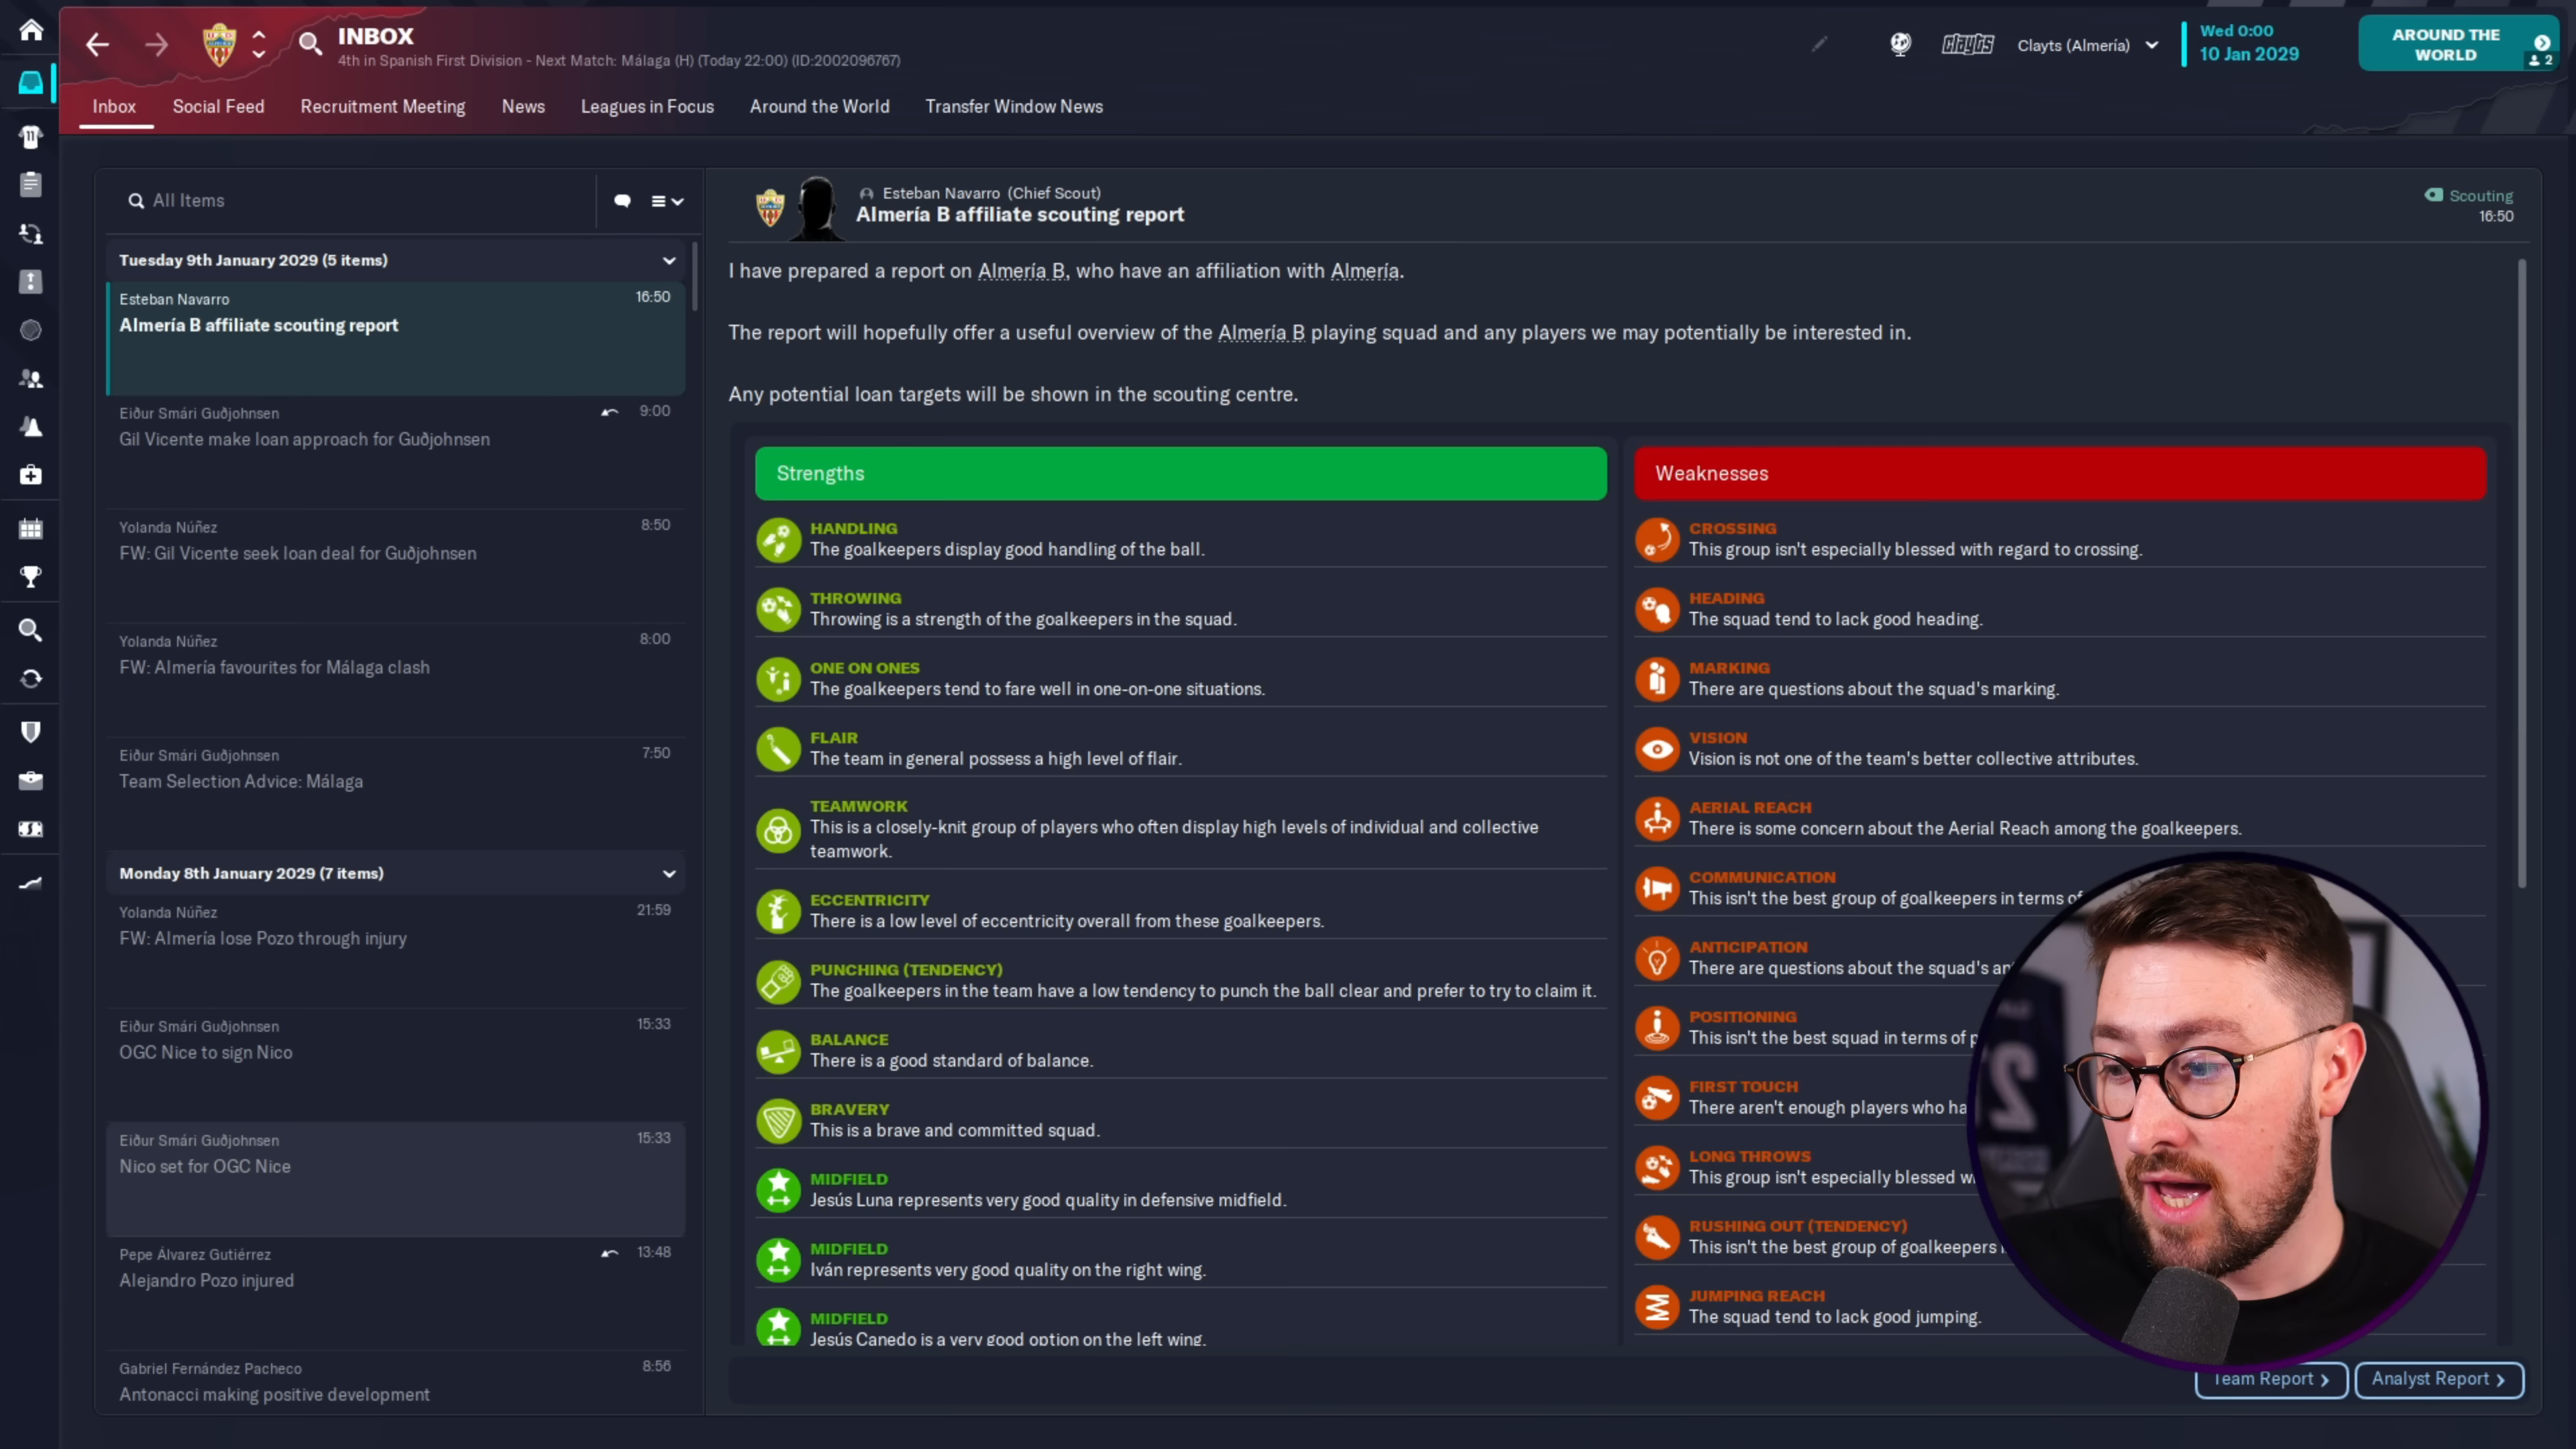 INBOX
4th in Spanish First Division - Next Match: Málaga (H) (Today 22:00) (ID:2002096767)
clayts
Clayts (Almería)
Wed 0:00
10 Jan 2029
AROUND THE
WORLD
2
Inbox
Social Feed
Recruitment Meeting
News
Leagues in Focus
Around the World
Transfer Window News
11
All Items
Tuesday 9th January 2029 (5 items)
Esteban Navarro
16:50
Almería B affiliate scouting report
Eiður Smári Guðjohnsen
9:00
Gil Vicente make loan approach for Guðjohnsen
Yolanda Núñez
8:50
FW: Gil Vicente seek loan deal for Guðjohnsen
Yolanda Núñez
8:00
FW: Almería favourites for Málaga clash
Eiður Smári Guðjohnsen
7:50
Team Selection Advice: Málaga
Monday 8th January 2029 (7 items)
Yolanda Núñez
21:59
FW: Almería lose Pozo through injury
Eiður Smári Guðjohnsen
15:33
OGC Nice to sign Nico
Eiður Smári Guðjohnsen
15:33
Nico set for OGC Nice
Pepe Álvarez Gutiérrez
13:48
Alejandro Pozo injured
Gabriel Fernández Pacheco
8:56
Antonacci making positive development
Esteban Navarro (Chief Scout)
Almería B affiliate scouting report
Scouting
16:50
I have prepared a report on Almería B, who have an affiliation with Almería.
The report will hopefully offer a useful overview of the Almería B playing squad and any players we may potentially be interested in.
Any potential loan targets will be shown in the scouting centre.
Strengths
HANDLING
The goalkeepers display good handling of the ball.
THROWING
Throwing is a strength of the goalkeepers in the squad.
ONE ON ONES
The goalkeepers tend to fare well in one-on-one situations.
FLAIR
The team in general possess a high level of flair.
TEAMWORK
This is a closely-knit group of players who often display high levels of individual and collective
teamwork.
ECCENTRICITY
There is a low level of eccentricity overall from these goalkeepers.
PUNCHING (TENDENCY)
The goalkeepers in the team have a low tendency to punch the ball clear and prefer to try to claim it.
BALANCE
There is a good standard of balance.
BRAVERY
This is a brave and committed squad.
MIDFIELD
Jesús Luna represents very good quality in defensive midfield.
MIDFIELD
Iván represents very good quality on the right wing.
MIDFIELD
Jesús Canedo is a very good option on the left wing.
Weaknesses
CROSSING
This group isn't especially blessed with regard to crossing.
HEADING
The squad tend to lack good heading.
MARKING
There are questions about the squad's marking.
VISION
Vision is not one of the team's better collective attributes.
AERIAL REACH
There is some concern about the Aerial Reach among the goalkeepers.
COMMUNICATION
This isn't the best group of goalkeepers in terms of
ANTICIPATION
There are questions about the squad's
POSITIONING
This isn't the best squad in terms of
FIRST TOUCH
There aren't enough players who
LONG THROWS
This group isn't especially blessed
RUSHING OUT (TENDENCY)
This isn't the best group of goalkeepers
JUMPING REACH
The squad tend to lack good jumping.
2
Team Report
Analyst Report